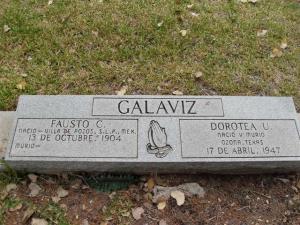 GALAVIZ
FAUSTO C.
NACIO — VILLA DE POZOS, S.L.P., MEX.
13 DE OCTUBRE, 1904
MURIO —
DOROTEA U.
NACIO Y MURIO
OZONA, TEXAS
17 DE ABRIL, 1947